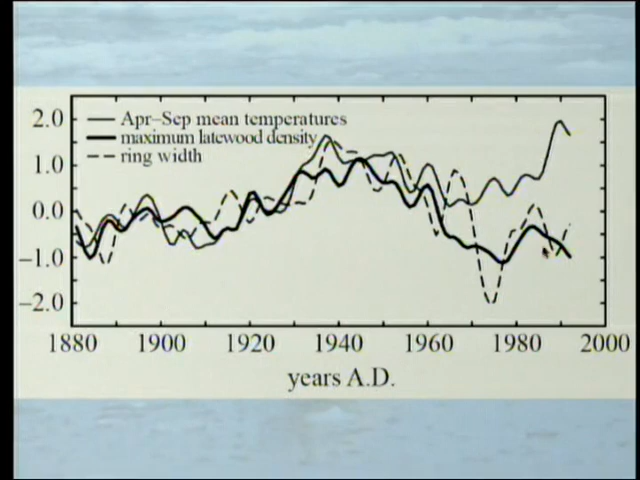 2.0
1.0
0.0
−1.0
−2.0
Apr–Sep mean temperatures
maximum latewood density
ring width
1880 1900 1920 1940 1960 1980 2000
years A.D.